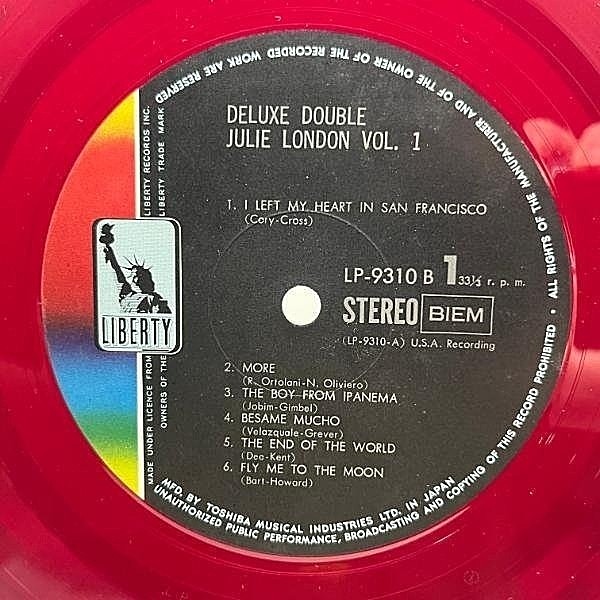 DELUXE DOUBLE
JULIE LONDON VOL. 1
1. I LEFT MY HEART IN SAN FRANCISCO
(Cory-Cross)
LP-9310 B 1 33⅓ r. p. m.
STEREO BIEM
(LP-9310-A) U.S.A. Recording
2. MORE
(R. Ortolani-N. Oliviero)
3. THE BOY FROM IPANEMA
(Jobim-Gimbel)
4. BESAME MUCHO
(Velazquale-Grever)
5. THE END OF THE WORLD
(Dea-Kent)
6. FLY ME TO THE MOON
(Bart-Howard)
LIBERTY
MADE UNDER LICENCE FROM LIBERTY RECORDS INC.
OWNERS OF THE LIBERTY TRADE MARK
MFD. BY TOSHIBA MUSICAL INDUSTRIES LTD. IN JAPAN
· ALL RIGHTS OF THE MANUFACTURER AND OF THE OWNER OF THE RECORDED WORK ARE RESERVED
UNAUTHORIZED PUBLIC PERFORMANCE, BROADCASTING AND COPYING OF THIS RECORD PROHIBITED